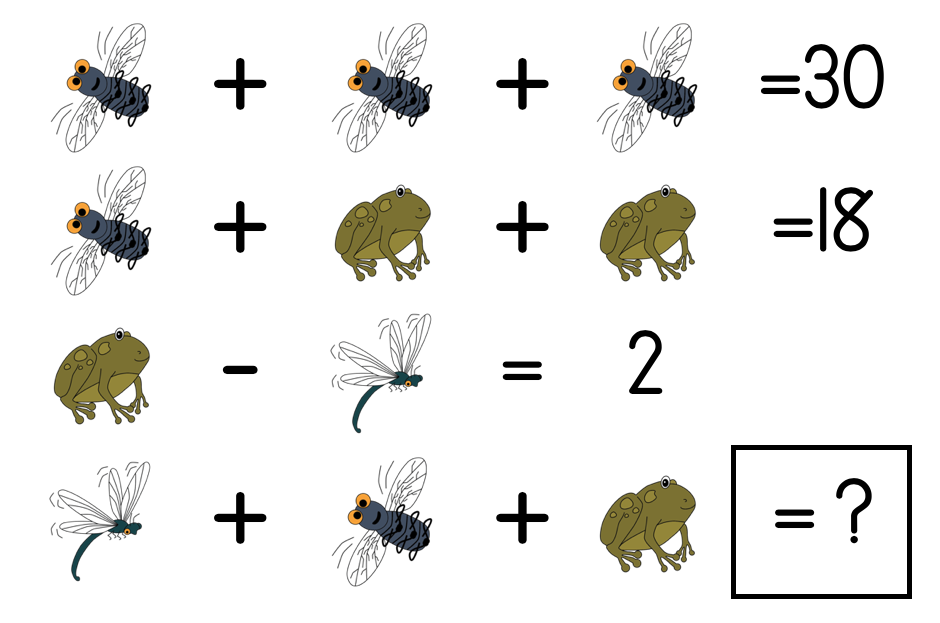 + + =30
+ + =18
- = 2
+ + = ?